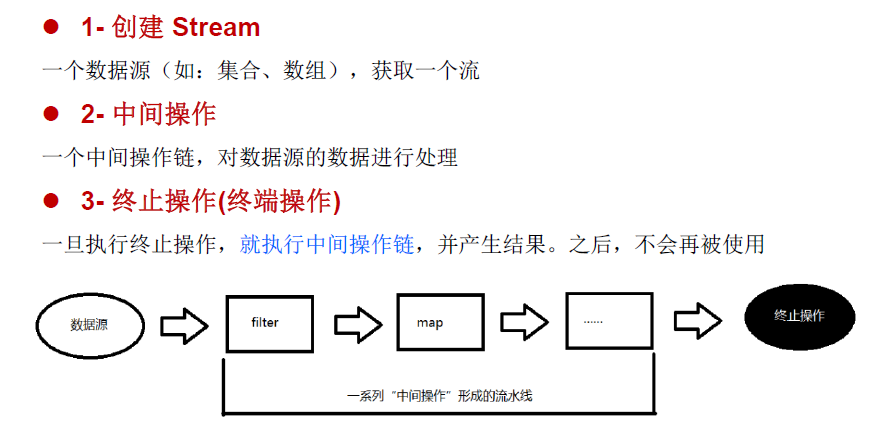 ● 1- 创建 Stream
一个数据源（如：集合、数组），获取一个流
● 2- 中间操作
一个中间操作链，对数据源的数据进行处理
● 3- 终止操作(终端操作)
一旦执行终止操作，就执行中间操作链，并产生结果。之后，不会再被使用
数据源
filter
map
......
终止操作
一系列“中间操作”形成的流水线